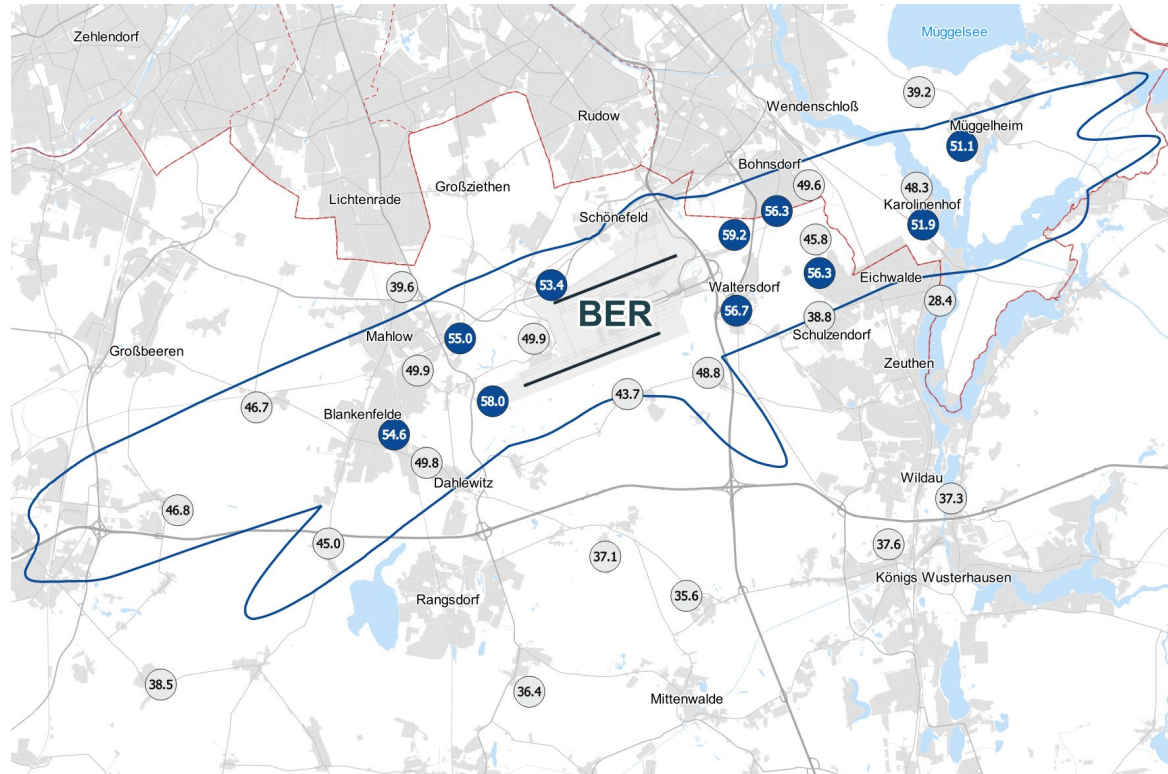 Müggelsee
Zehlendorf
39.2
Wendenschloß
Rudow
Müggelheim
51.1
Bohnsdorf
49.6
Großziethen
48.3
Lichtenrade
Karolinenhof
56.3
Schönefeld
51.9
59.2
45.8
56.3
Eichwalde
53.4
39.6
Waltersdorf
28.4
56.7
BER
38.8
Schulzendorf
Mahlow
55.0
49.9
Großbeeren
Zeuthen
49.9
48.8
43.7
58.0
46.7
Blankenfelde
54.6
49.8
Dahlewitz
Wildau
37.3
46.8
45.0
37.6
37.1
Königs Wusterhausen
35.6
Rangsdorf
38.5
36.4
Mittenwalde